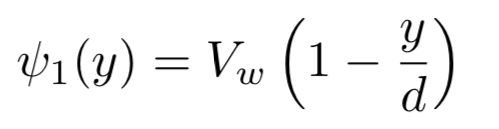 ψ₁(y) = V_w (1 − y/d)